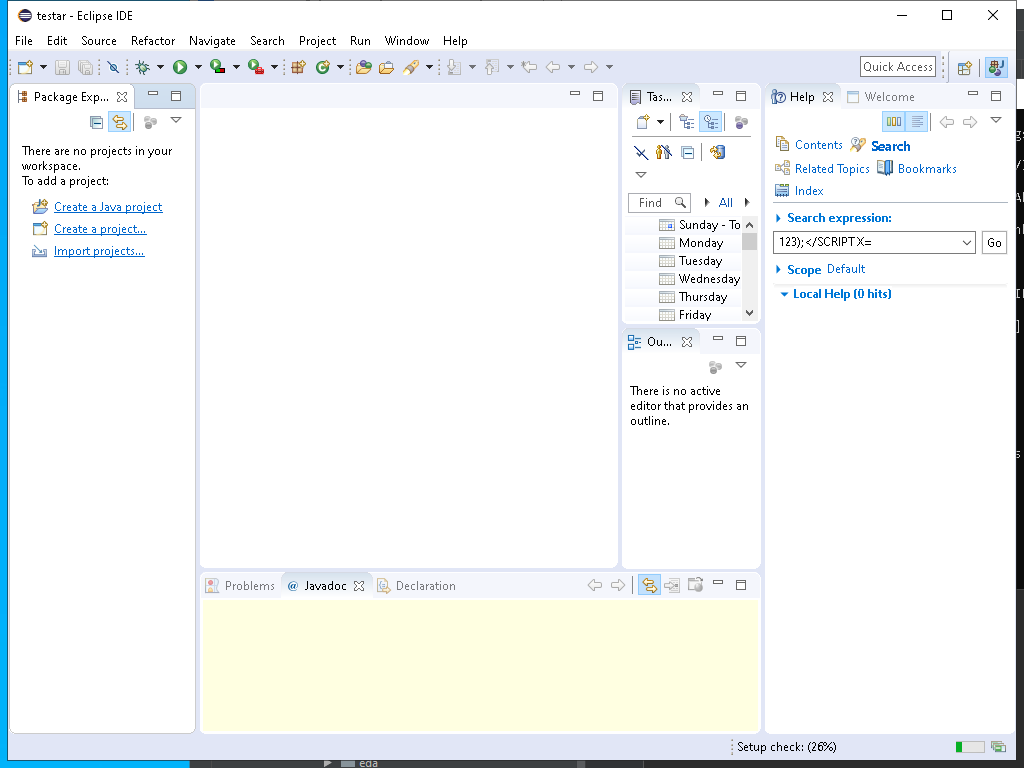 testar - Eclipse IDE
File Edit Source Refactor Navigate Search Project Run Window Help
Quick Access
Package Exp...
There are no projects in your
workspace.
To add a project:
Create a Java project
Create a project...
Import projects...
Tas...
Find
All
Sunday - To
Monday
Tuesday
Wednesday
Thursday
Friday
Ou...
There is no active
editor that provides an
outline.
Help
Welcome
Contents
Search
Related Topics
Bookmarks
Index
Search expression:
123);</SCRIPT X=
Go
Scope Default
Local Help (0 hits)
Problems
@ Javadoc
Declaration
Setup check: (26%)
eda